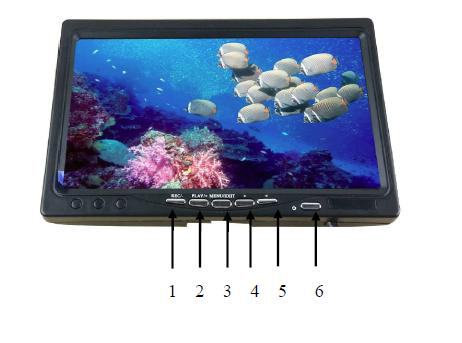 REC/- PLAY/+ MENU/EXIT
1 2 3 4 5 6